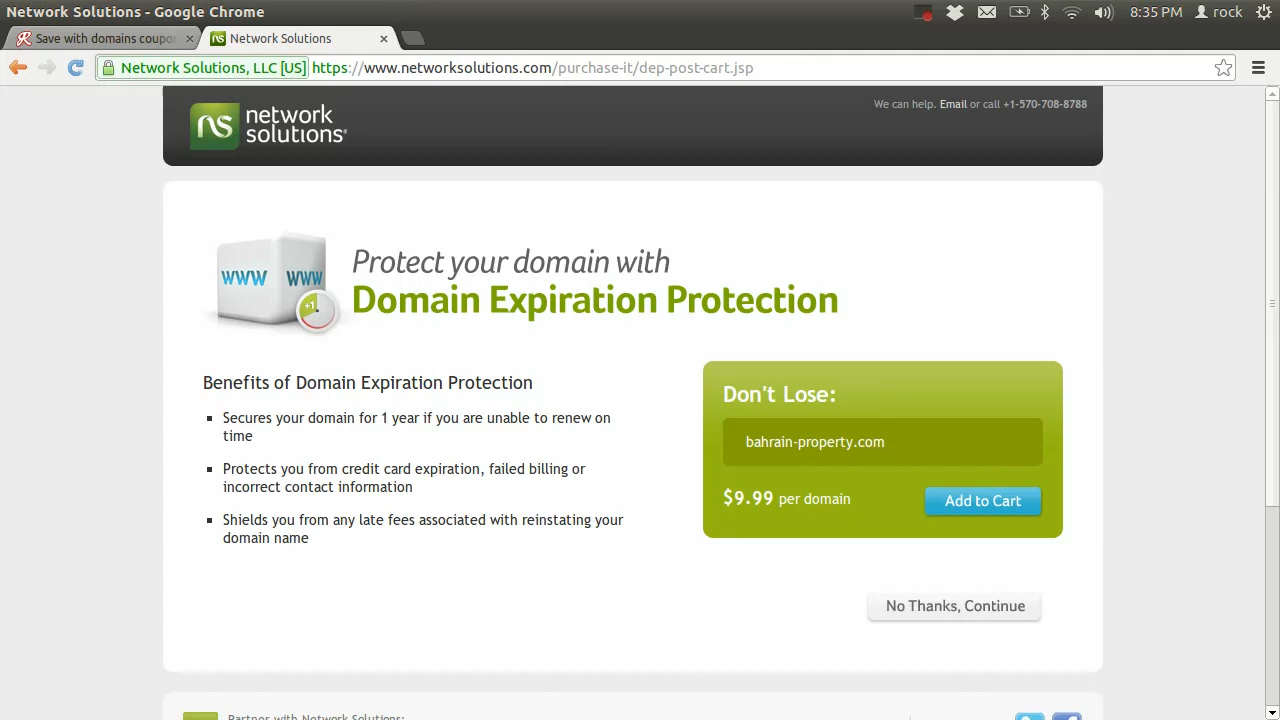 Network Solutions - Google Chrome
8:35 PM rock
Save with domains coupon
Network Solutions
Network Solutions, LLC [US] https://www.networksolutions.com/purchase-it/dep-post-cart.jsp
We can help. Email or call +1-570-708-8788
ns network
solutions®
www www
+1
Protect your domain with
Domain Expiration Protection
Benefits of Domain Expiration Protection
Secures your domain for 1 year if you are unable to renew on
time
Protects you from credit card expiration, failed billing or
incorrect contact information
Shields you from any late fees associated with reinstating your
domain name
Don't Lose:
bahrain-property.com
$9.99 per domain
Add to Cart
No Thanks, Continue
Partner with Network Solutions: